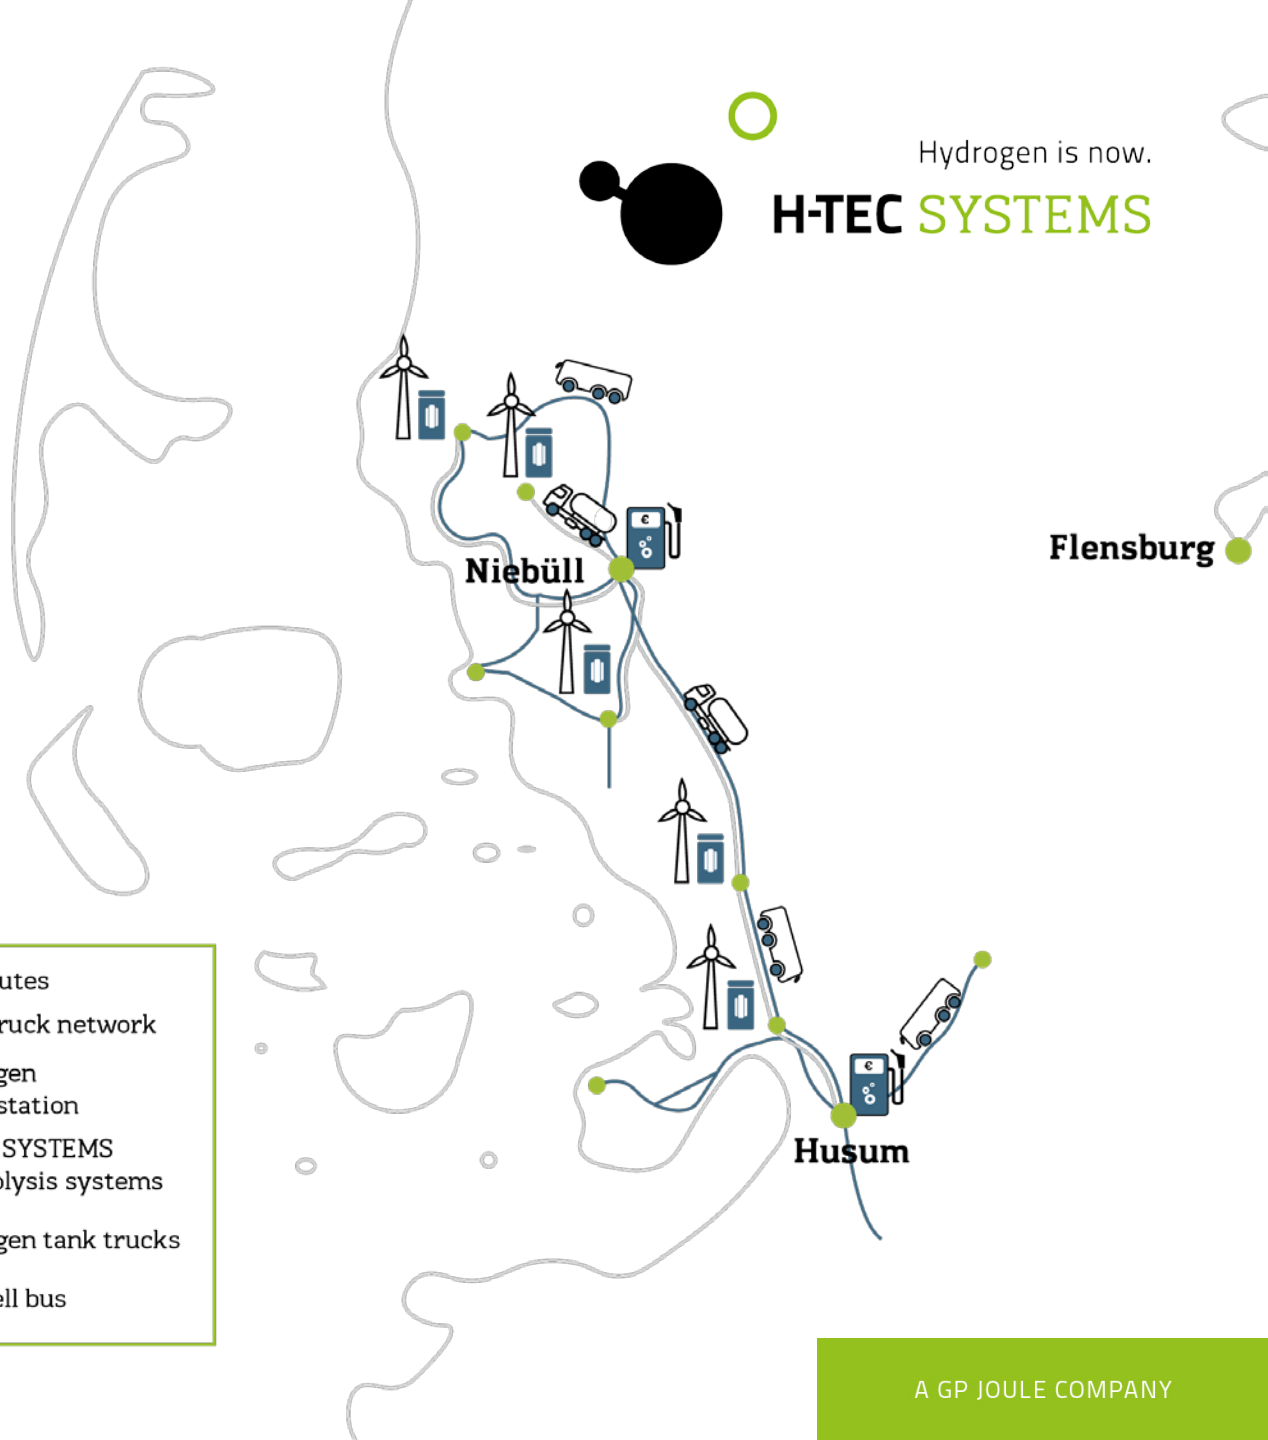 Hydrogen is now.
H-TEC SYSTEMS
€
Niebüll
Flensburg
utes
ruck network
gen
station
SYSTEMS
olysis systems
gen tank trucks
ell bus
€
Husum
A GP JOULE COMPANY